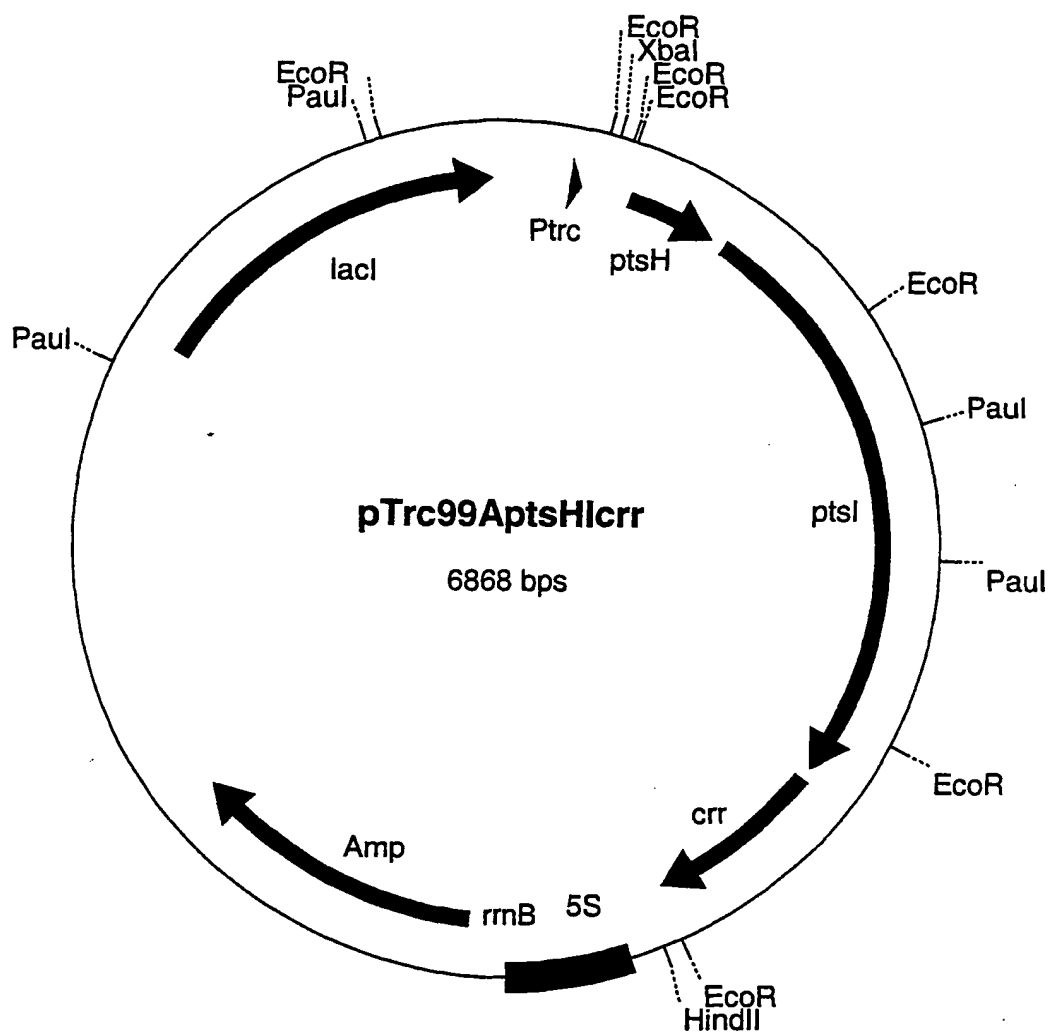 EcoR
XbaI
EcoR
EcoR
EcoR
PauI
Ptrc
ptsH
lacI
EcoR
PauI
PauI
pTrc99AptsHIcrr
ptsI
6868 bps
PauI
EcoR
crr
Amp
5S
rrnB
EcoR
HindII